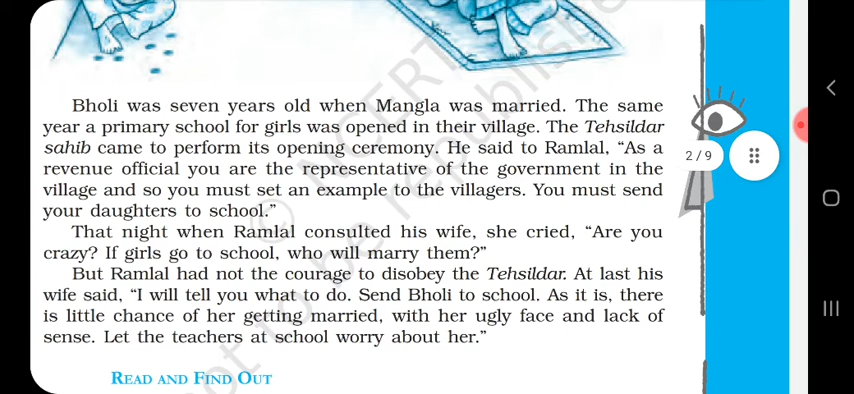 Bholi was seven years old when Mangla was married. The same
year a primary school for girls was opened in their village. The Tehsildar
sahib came to perform its opening ceremony. He said to Ramlal, “As a
revenue official you are the representative of the government in the
village and so you must set an example to the villagers. You must send
your daughters to school.”
That night when Ramlal consulted his wife, she cried, “Are you
crazy? If girls go to school, who will marry them?”
But Ramlal had not the courage to disobey the Tehsildar. At last his
wife said, “I will tell you what to do. Send Bholi to school. As it is, there
is little chance of her getting married, with her ugly face and lack of
sense. Let the teachers at school worry about her.”
READ AND FIND OUT
2/9
© NCERT
not to be republished